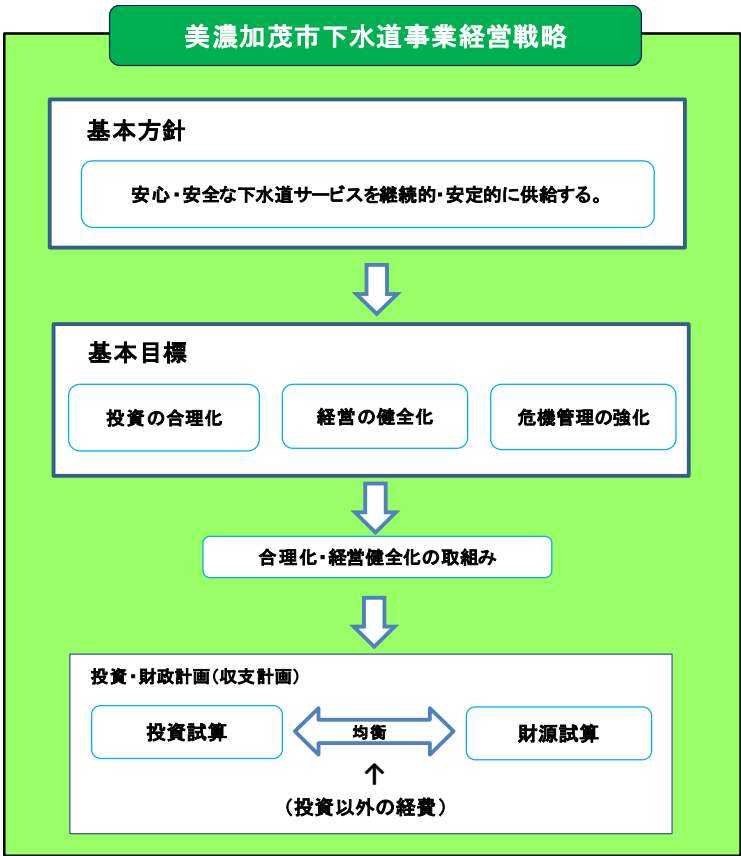 美濃加茂市下水道事業経営戦略
基本方針
安心・安全な下水道サービスを継続的・安定的に供給する。
基本目標
投資の合理化
経営の健全化
危機管理の強化
合理化・経営健全化の取組み
投資・財政計画(収支計画)
投資試算
均衡
財源試算
↑
(投資以外の経費)